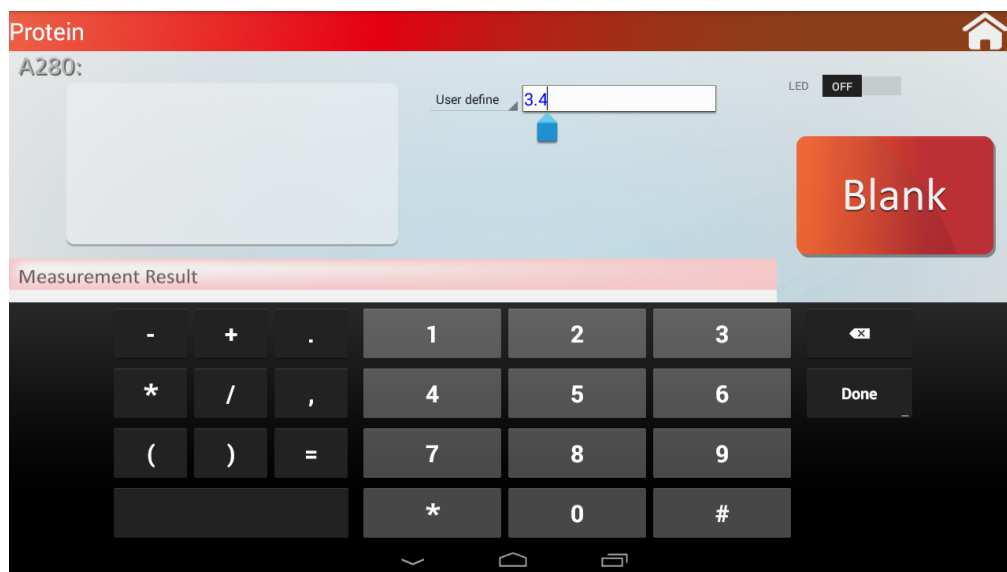 Protein
A280:
User define 3.4
LED OFF
Blank
Measurement Result
- + . 1 2 3
* / , 4 5 6 Done ...
( ) = 7 8 9
* 0 #